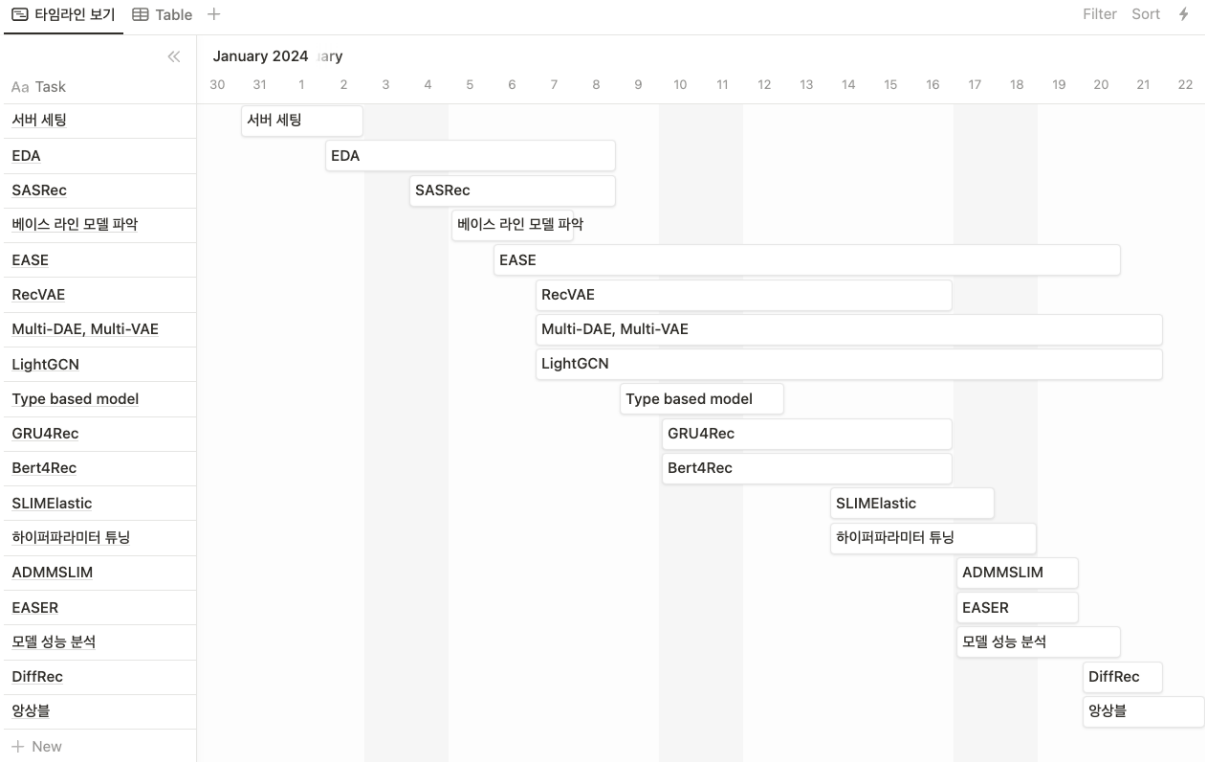 타임라인 보기 Table Filter Sort
January 2024 ary
Aa Task 30 31 1 2 3 4 5 6 7 8 9 10 11 12 13 14 15 16 17 18 19 20 21 22
서버 세팅 서버 세팅
EDA EDA
SASRec SASRec
베이스 라인 모델 파악 베이스 라인 모델 파악
EASE EASE
RecVAE RecVAE
Multi-DAE, Multi-VAE Multi-DAE, Multi-VAE
LightGCN LightGCN
Type based model Type based model
GRU4Rec GRU4Rec
Bert4Rec Bert4Rec
SLIMElastic SLIMElastic
하이퍼파라미터 튜닝 하이퍼파라미터 튜닝
ADMMSLIM ADMMSLIM
EASER EASER
모델 성능 분석 모델 성능 분석
DiffRec DiffRec
앙상블 앙상블
+ New